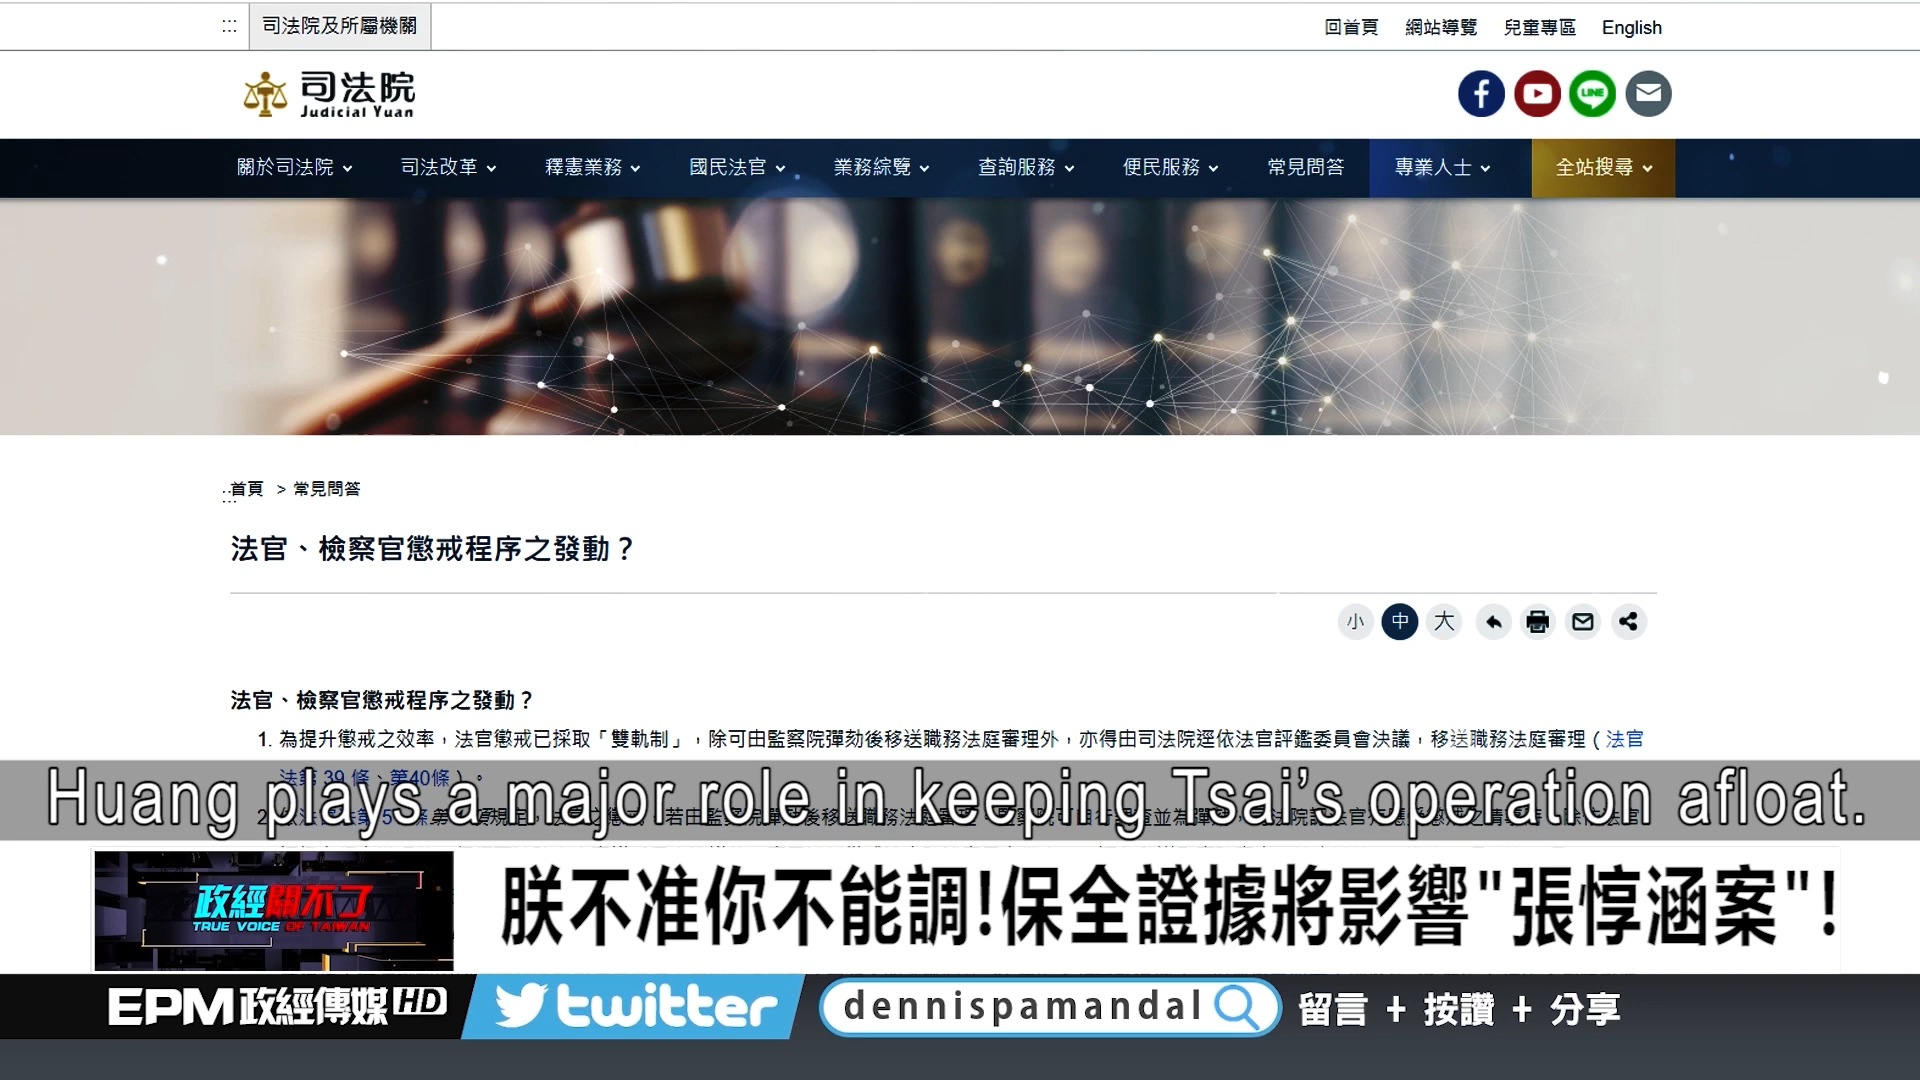 司法院及所屬機關
回首頁 網站導覽 兒童專區 English
司法院
Judicial Yuan
LINE
關於司法院 司法改革 釋憲業務 國民法官 業務綜覽 查詢服務 便民服務 常見問答 專業人士 全站搜尋
首頁 > 常見問答
法官、檢察官懲戒程序之發動？
小 中 大
法官、檢察官懲戒程序之發動？
1. 為提升懲戒之效率，法官懲戒已採取「雙軌制」，除可由監察院彈劾後移送職務法庭審理外，亦得由司法院逕依法官評鑑委員會決議，移送職務法庭審理（法官
法第 39 條、第40條）。
Huang plays a major role in keeping Tsai's operation afloat.
政經關不了
TRUE VOICE OF TAIWAN
朕不准你不能調!保全證據將影響"張惇涵案"!
EPM政經傳媒HD
twitter
dennispamandal
留言 + 按讚 + 分享